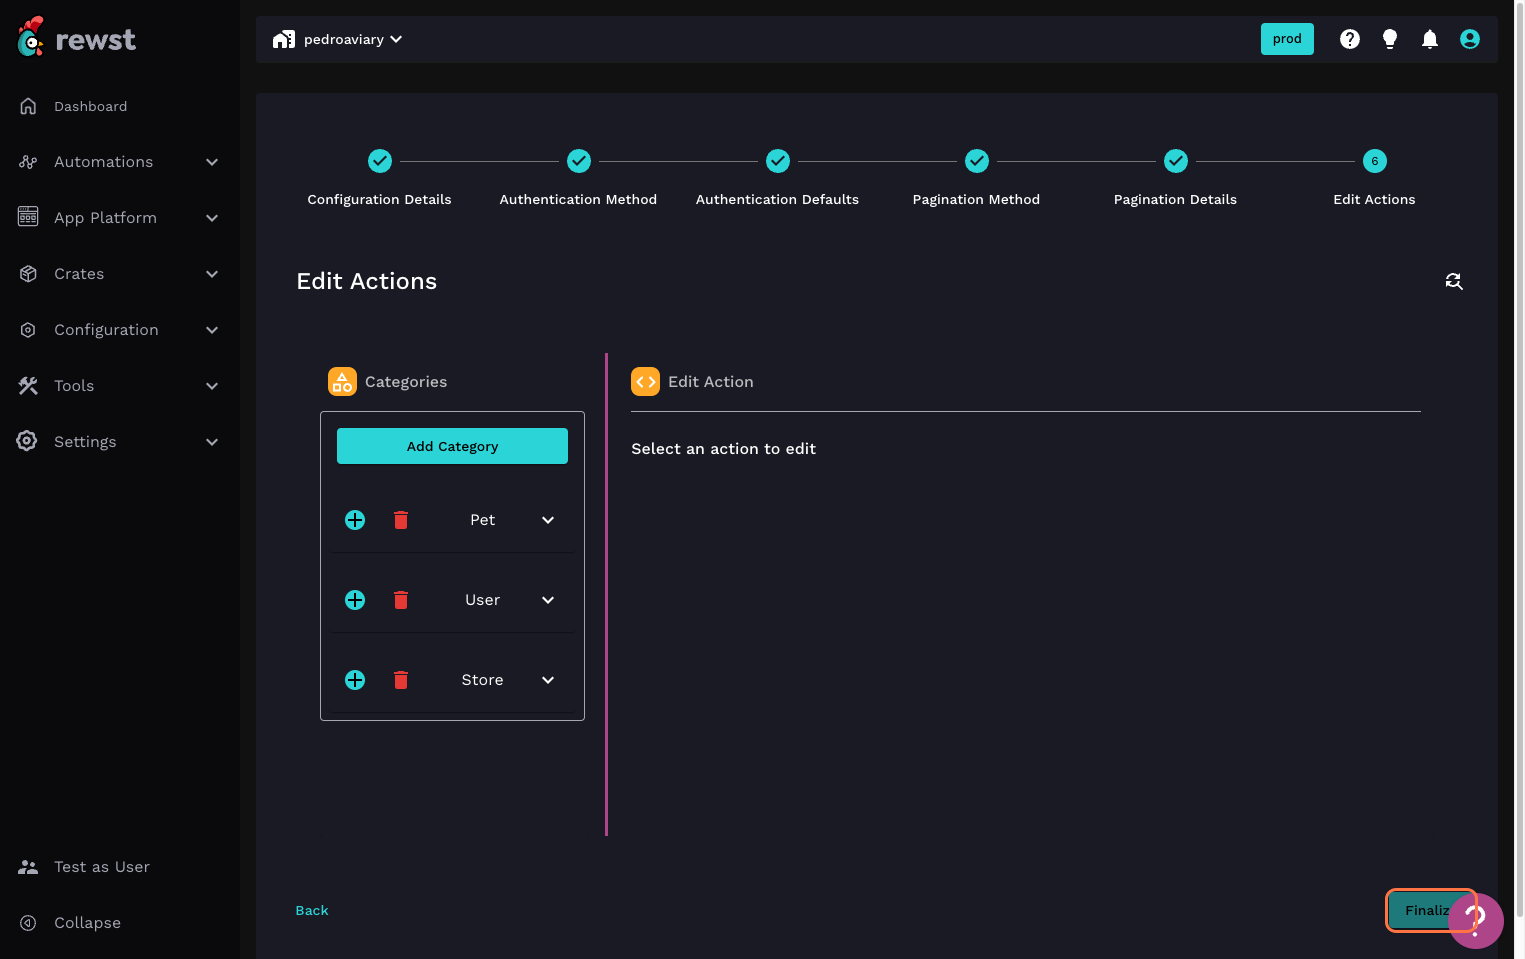 rewst
pedroaviary
prod
Dashboard
Automations
App Platform
Crates
Configuration
Tools
Settings
Test as User
Collapse
6
Configuration Details
Authentication Method
Authentication Defaults
Pagination Method
Pagination Details
Edit Actions
Edit Actions
Categories
Add Category
Pet
User
Store
Edit Action
Select an action to edit
Back
Finaliz
?